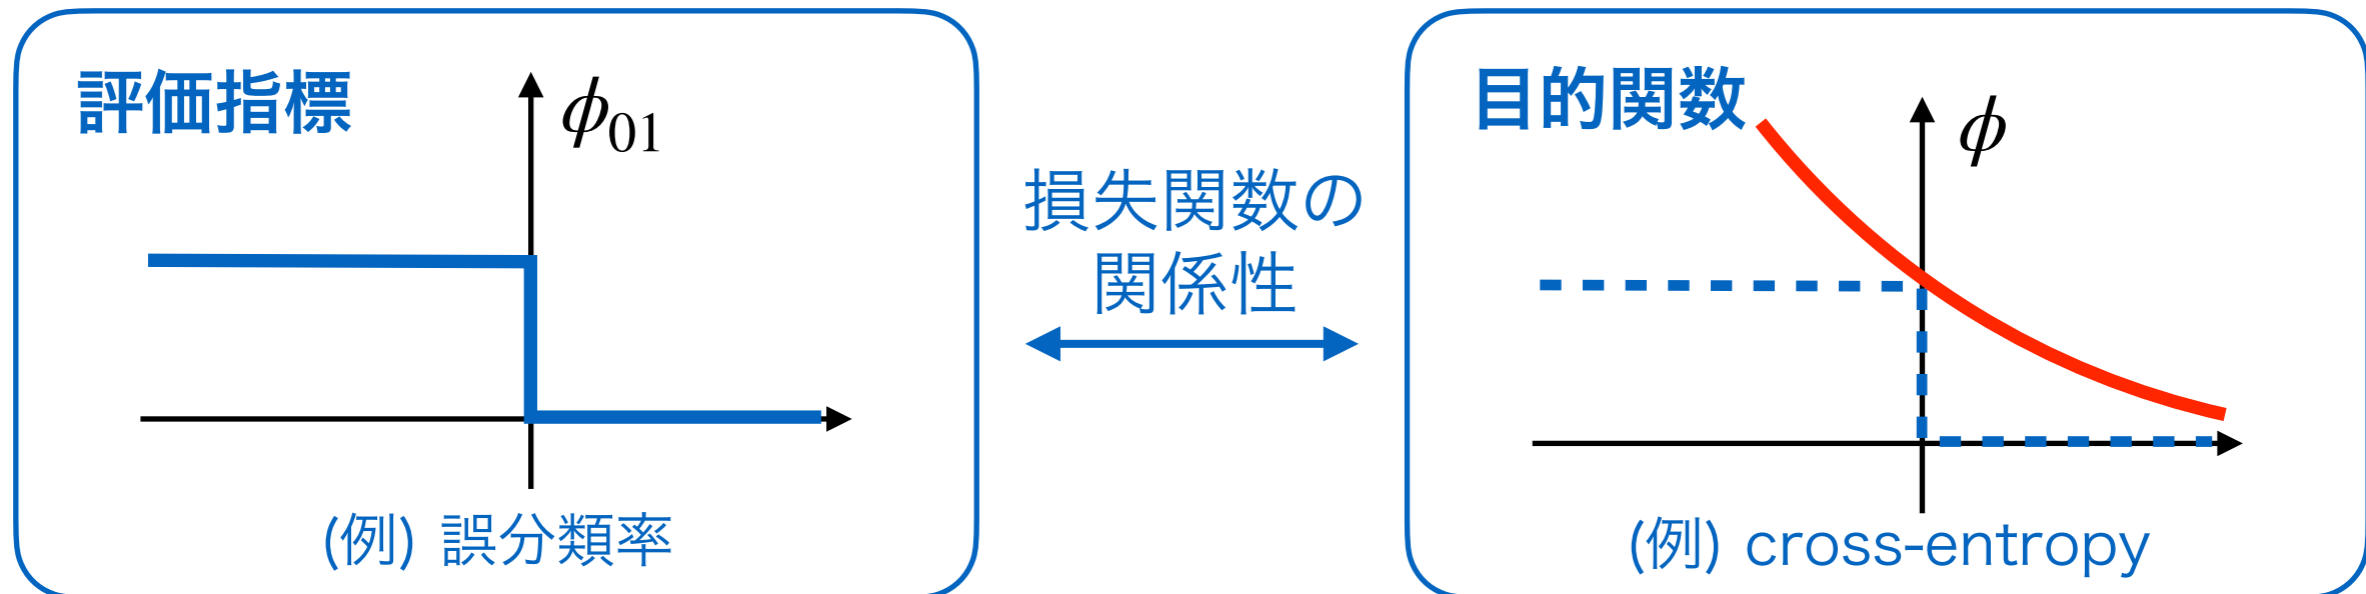 評価指標
ϕ01
(例) 誤分類率
損失関数の
関係性
目的関数
ϕ
(例) cross-entropy